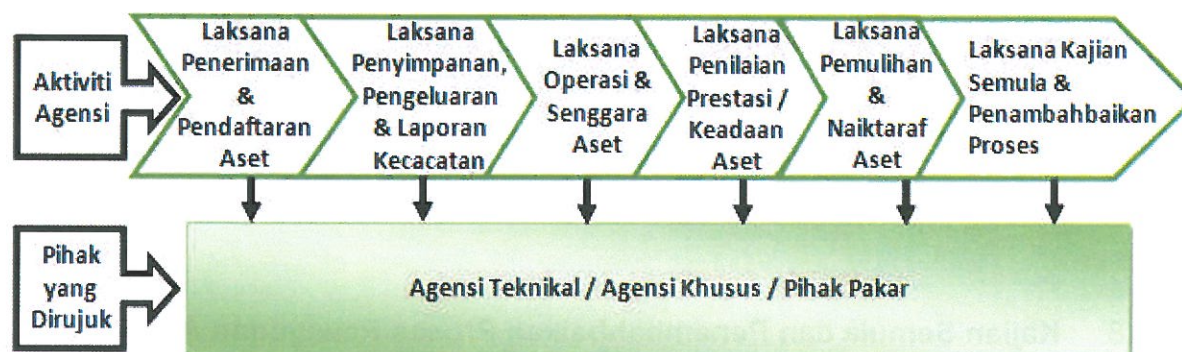 Aktiviti
Agensi
Laksana
Penerimaan
&
Pendaftaran
Aset
Laksana
Penyimpanan,
Pengeluaran
& Laporan
Kecacatan
Laksana
Operasi &
Senggara
Aset
Laksana
Penilaian
Prestasi /
Keadaan
Aset
Laksana
Pemulihan
&
Naiktaraf
Aset
Laksana Kajian
Semula &
Penambahbaikan
Proses
Pihak
yang
Dirujuk
Agensi Teknikal / Agensi Khusus / Pihak Pakar